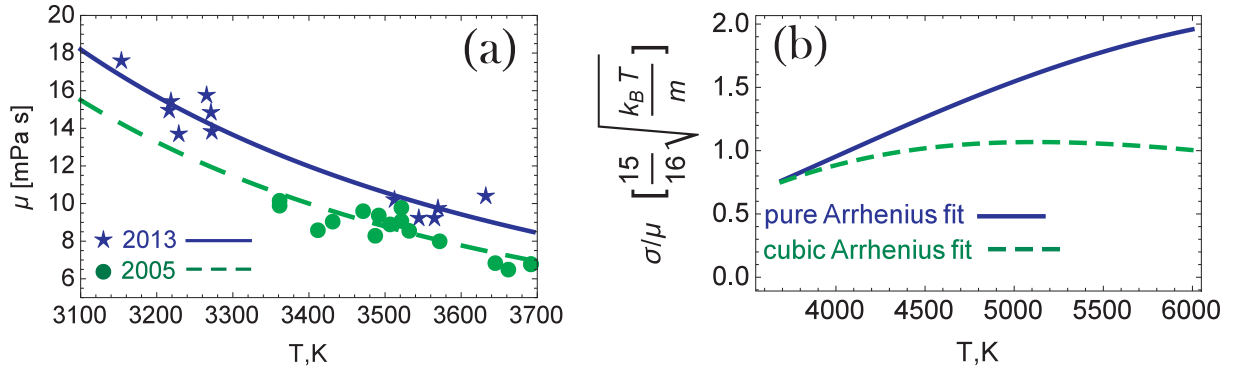 (a)
20
18
16
14
12
10
8
6
μ [mPa s]
2013
2005
3100 3200 3300 3400 3500 3600 3700
T,K
(b)
2.0
1.5
1.0
0.5
0.0
σ/μ [15/16 √(k_B T/m)]
pure Arrhenius fit
cubic Arrhenius fit
4000 4500 5000 5500 6000
T,K